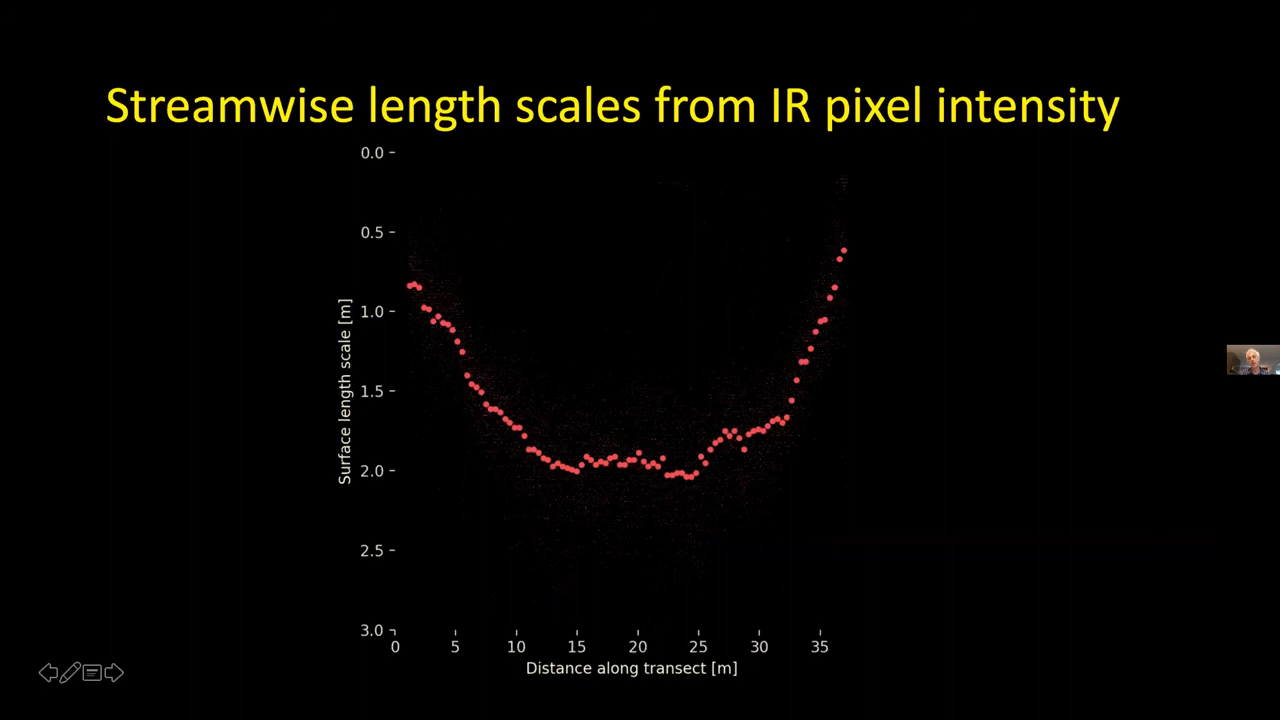 Streamwise length scales from IR pixel intensity
0.0
0.5
1.0
1.5
2.0
2.5
3.0
Surface length scale [m]
0 5 10 15 20 25 30 35
Distance along transect [m]